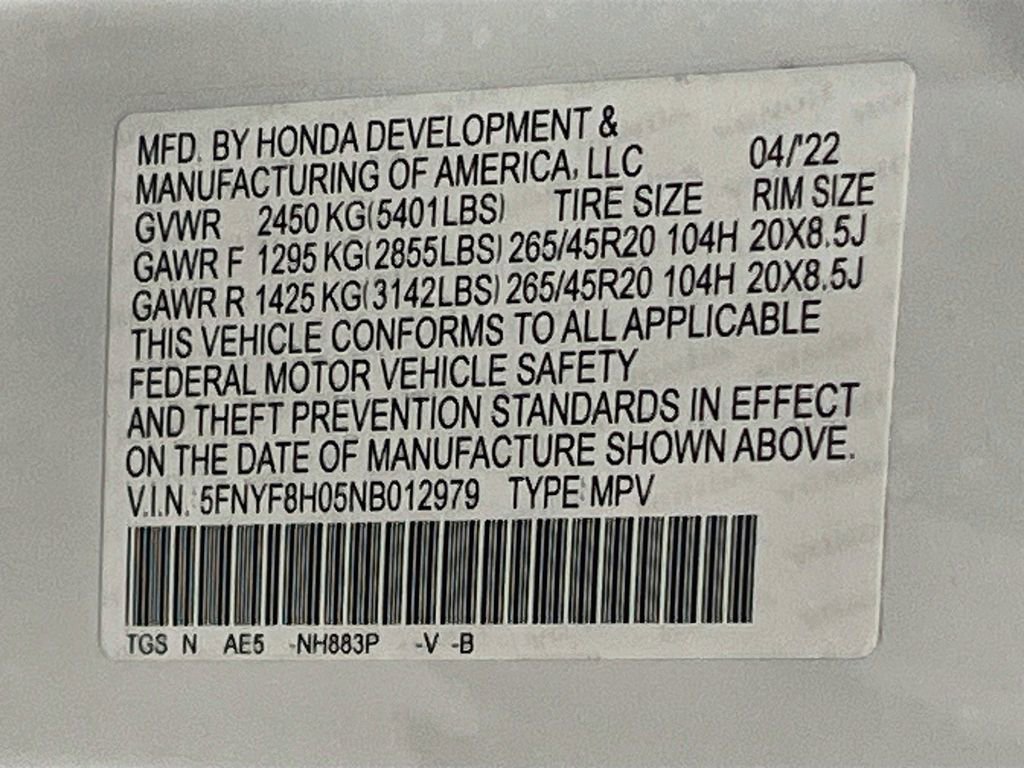 MFD. BY HONDA DEVELOPMENT &
MANUFACTURING OF AMERICA, LLC 04/'22
GVWR 2450 KG(5401LBS) TIRE SIZE RIM SIZE
GAWR F 1295 KG(2855LBS) 265/45R20 104H 20X8.5J
GAWR R 1425 KG(3142LBS) 265/45R20 104H 20X8.5J
THIS VEHICLE CONFORMS TO ALL APPLICABLE
FEDERAL MOTOR VEHICLE SAFETY
AND THEFT PREVENTION STANDARDS IN EFFECT
ON THE DATE OF MANUFACTURE SHOWN ABOVE.
V.I.N. 5FNYF8H05NB012979 TYPE:MPV
TGS N AE5 -NH883P -V -B